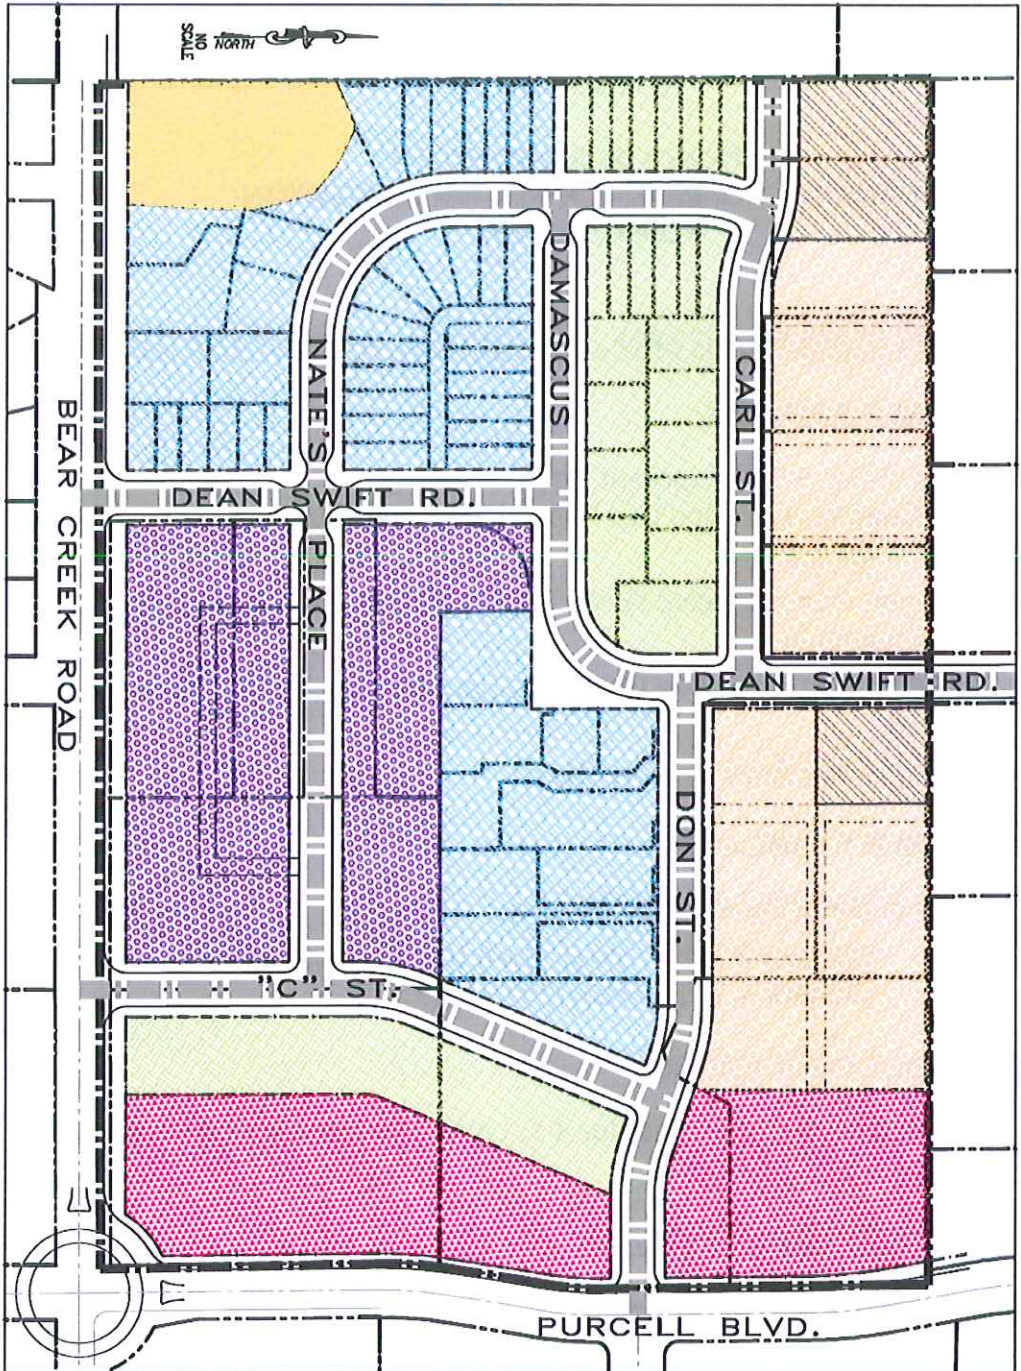 NO
SCALE
NORTH
DAMASCUS
NATE'S PLACE
CARL ST.
BEAR CREEK ROAD
DEAN SWIFT RD.
DEAN SWIFT RD.
DON ST.
"C" ST.
PURCELL BLVD.